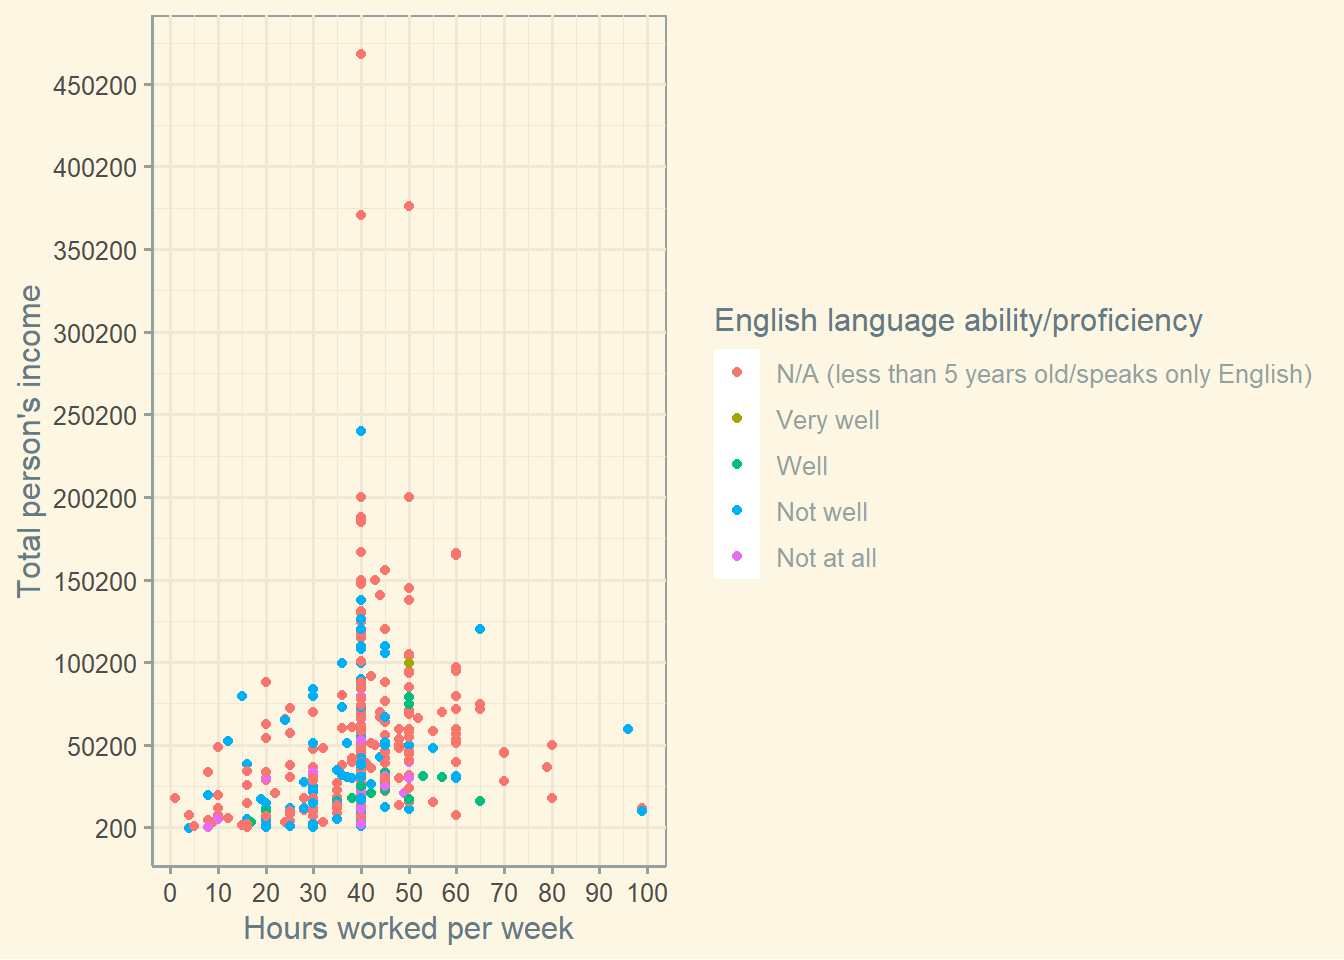 450200
400200
350200
300200
250200
200200
150200
100200
50200
200
0 10 20 30 40 50 60 70 80 90 100
Hours worked per week
Total person's income
English language ability/proficiency
N/A (less than 5 years old/speaks only English)
Very well
Well
Not well
Not at all